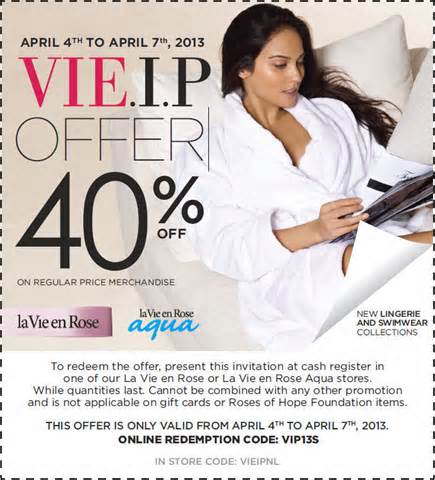 APRIL 4TH TO APRIL 7th, 2013
VIE.I.P
OFFER
40%
OFF
ON REGULAR PRICE MERCHANDISE
la Vie en Rose
la Vie en Rose
aqua
NEW LINGERIE
AND SWIMWEAR
COLLECTIONS
To redeem the offer, present this invitation at cash register in
one of our La Vie en Rose or La Vie en Rose Aqua stores.
While quantities last. Cannot be combined with any other promotion
and is not applicable on gift cards or Roses of Hope Foundation items.
THIS OFFER IS ONLY VALID FROM APRIL 4TH TO APRIL 7TH, 2013.
ONLINE REDEMPTION CODE: VIP13S
IN STORE CODE: VIEIPNL